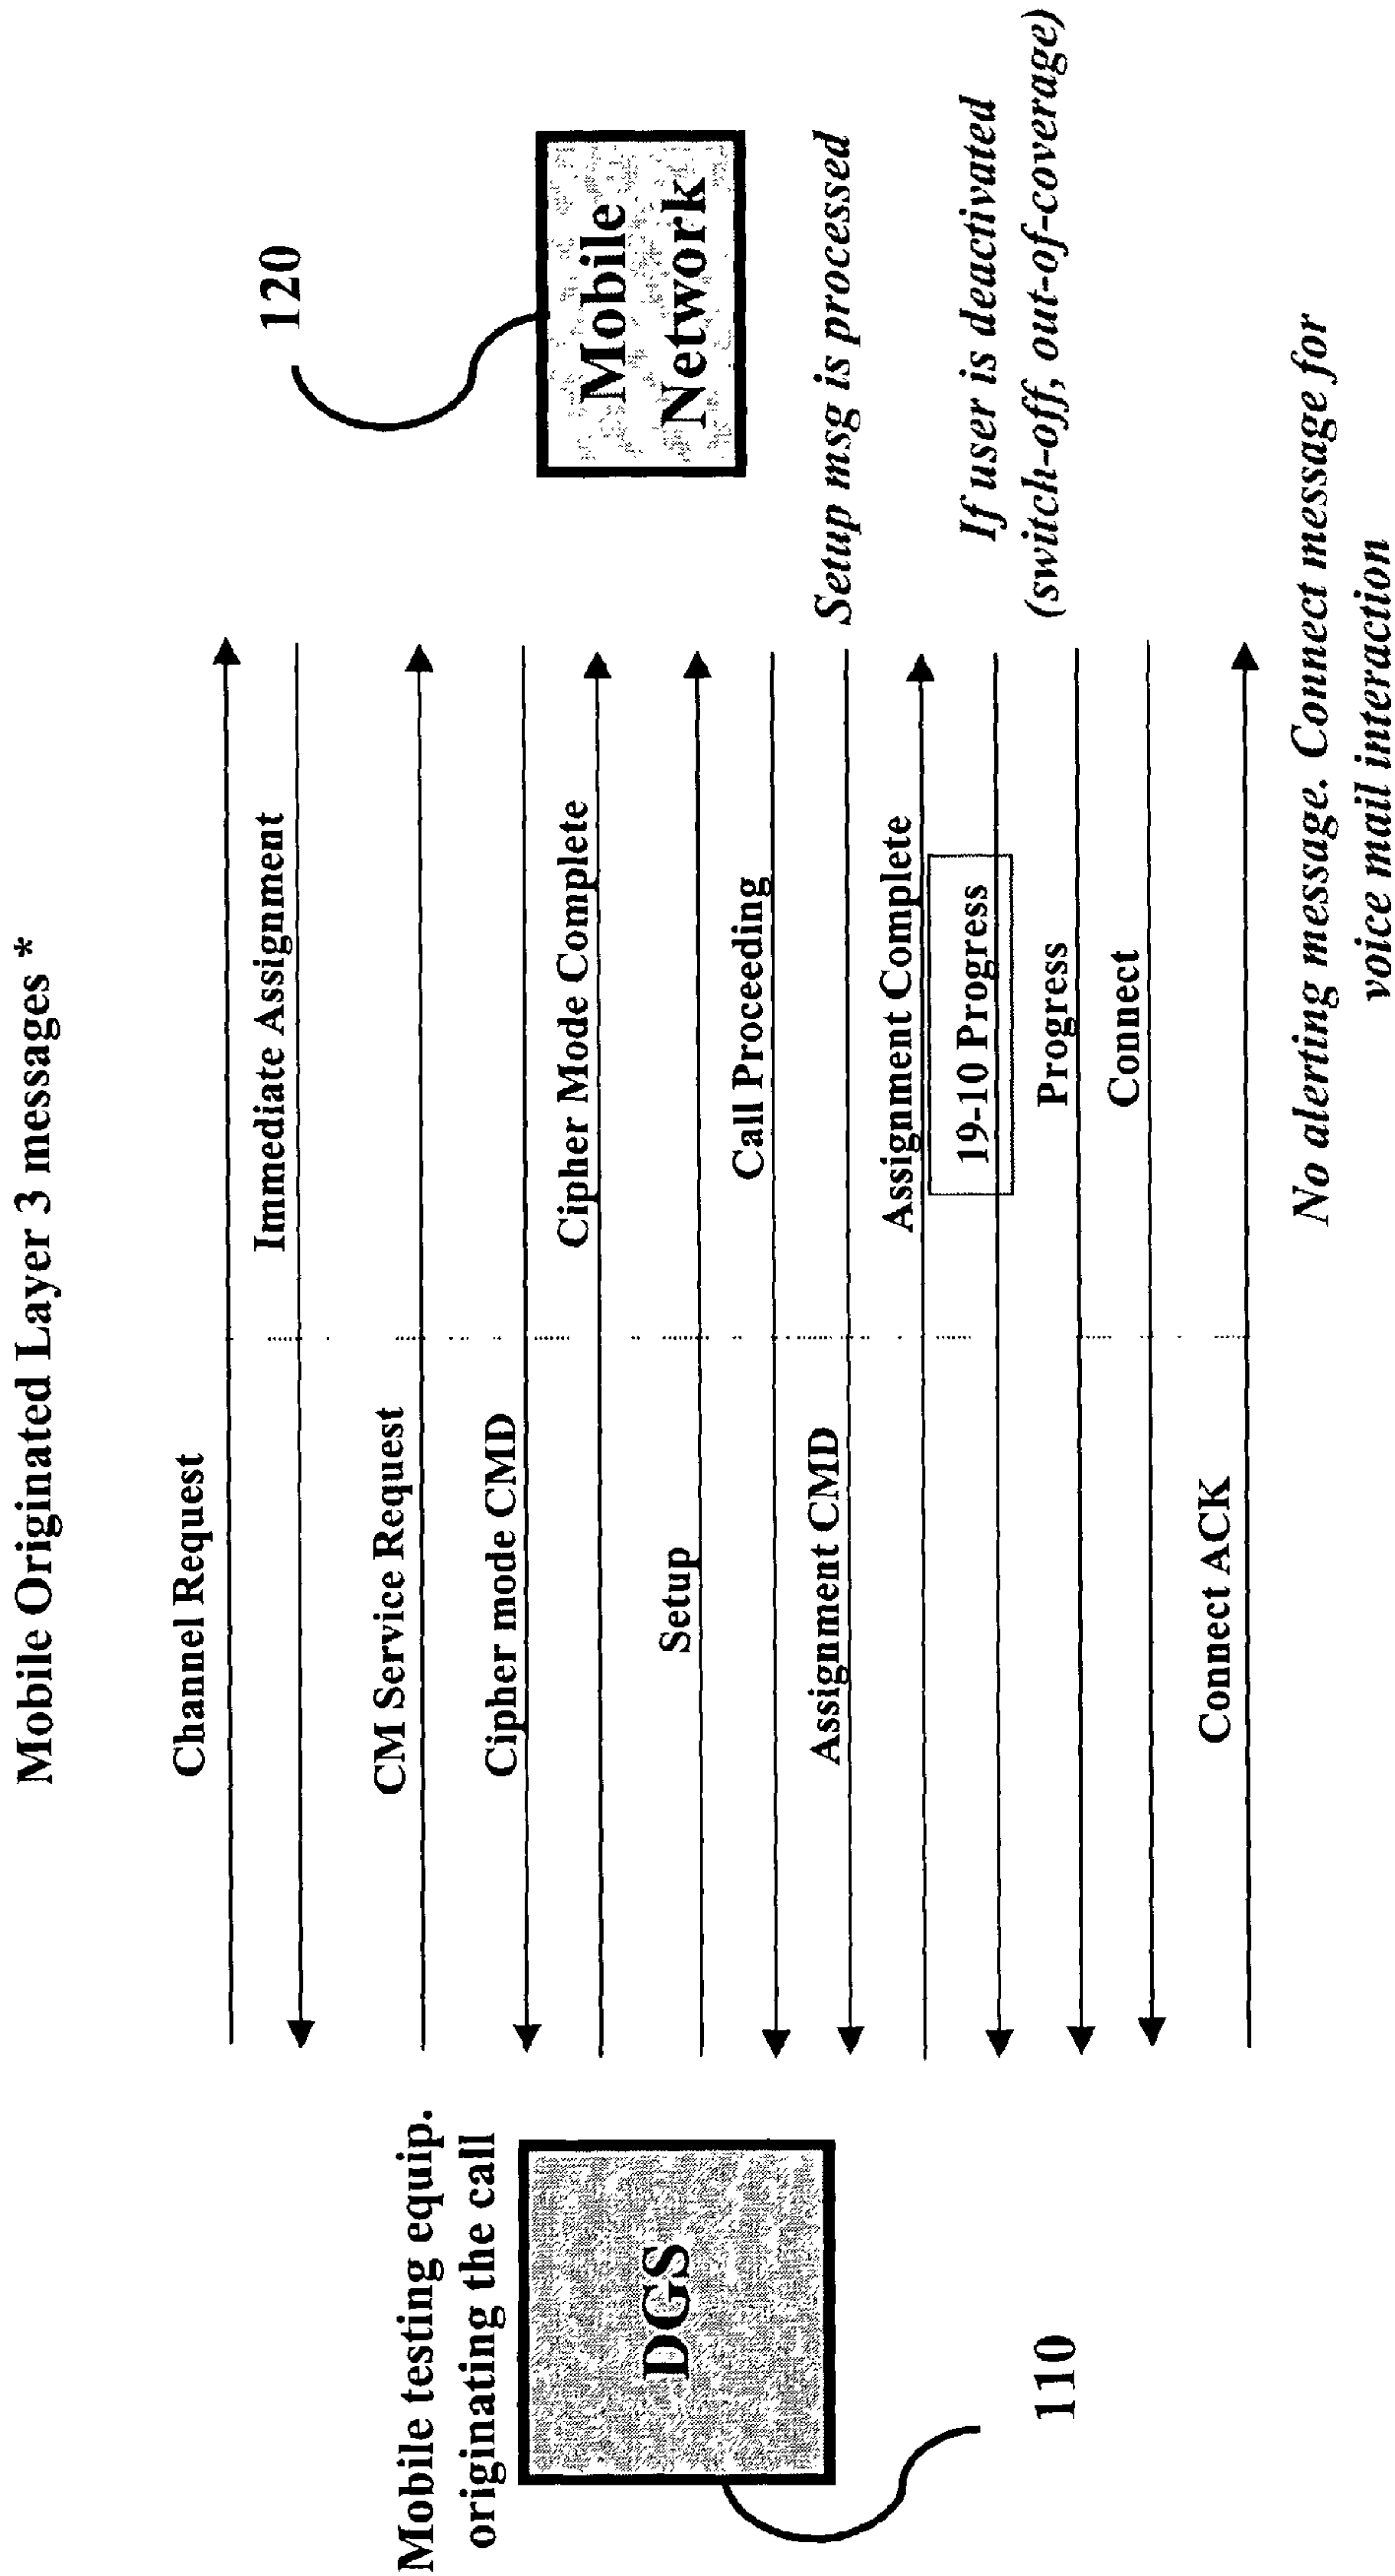 Mobile Originated Layer 3 messages *
Channel Request
Immediate Assignment
120
CM Service Request
Mobile testing equip.
originating the call
Cipher mode CMD
Cipher Mode Complete
DGS
Mobile
Network
Setup
Call Proceeding
Assignment CMD
Setup msg is processed
Assignment Complete
19-10 Progress
If user is deactivated
(switch-off, out-of-coverage)
110
Progress
Connect
Connect ACK
No alerting message. Connect message for
voice mail interaction